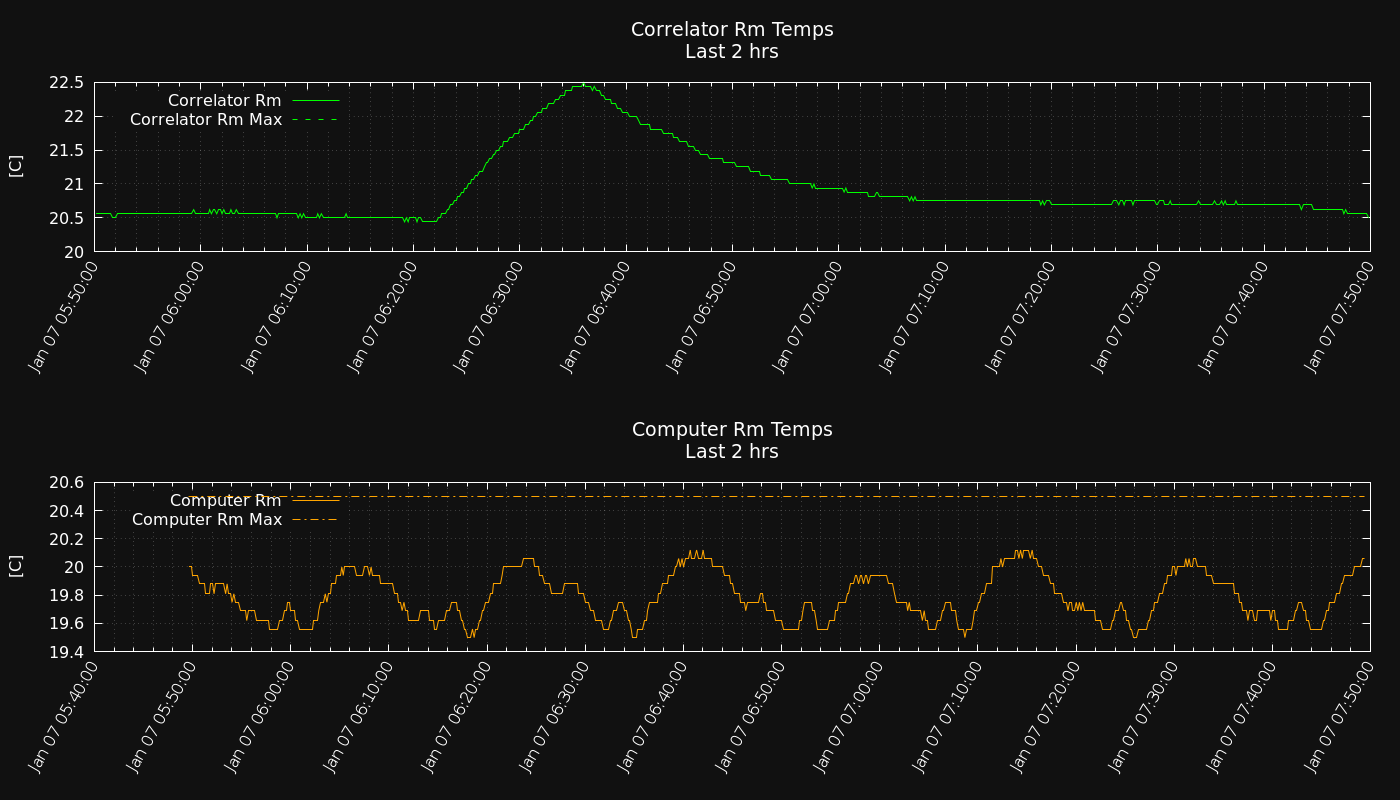 Correlator Rm Temps
Last 2 hrs
22.5
22
21.5
21
20.5
20
[C]
Correlator Rm
Correlator Rm Max
Jan 07 05:50:00
Jan 07 06:00:00
Jan 07 06:10:00
Jan 07 06:20:00
Jan 07 06:30:00
Jan 07 06:40:00
Jan 07 06:50:00
Jan 07 07:00:00
Jan 07 07:10:00
Jan 07 07:20:00
Jan 07 07:30:00
Jan 07 07:40:00
Jan 07 07:50:00
Computer Rm Temps
Last 2 hrs
20.6
20.4
20.2
20
19.8
19.6
19.4
[C]
Computer Rm
Computer Rm Max
Jan 07 05:40:00
Jan 07 05:50:00
Jan 07 06:00:00
Jan 07 06:10:00
Jan 07 06:20:00
Jan 07 06:30:00
Jan 07 06:40:00
Jan 07 06:50:00
Jan 07 07:00:00
Jan 07 07:10:00
Jan 07 07:20:00
Jan 07 07:30:00
Jan 07 07:40:00
Jan 07 07:50:00